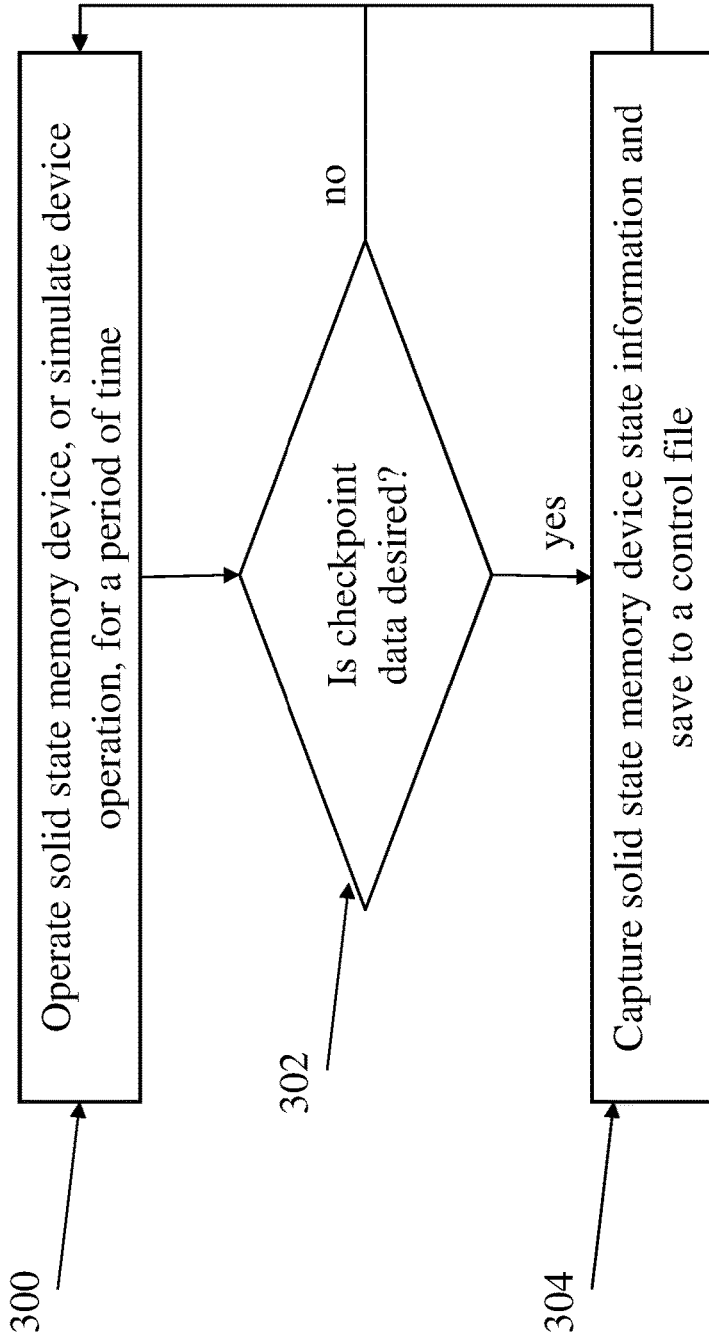 300
Operate solid state memory device, or simulate device
operation, for a period of time
302
Is checkpoint
data desired?
no
yes
304
Capture solid state memory device state information and
save to a control file